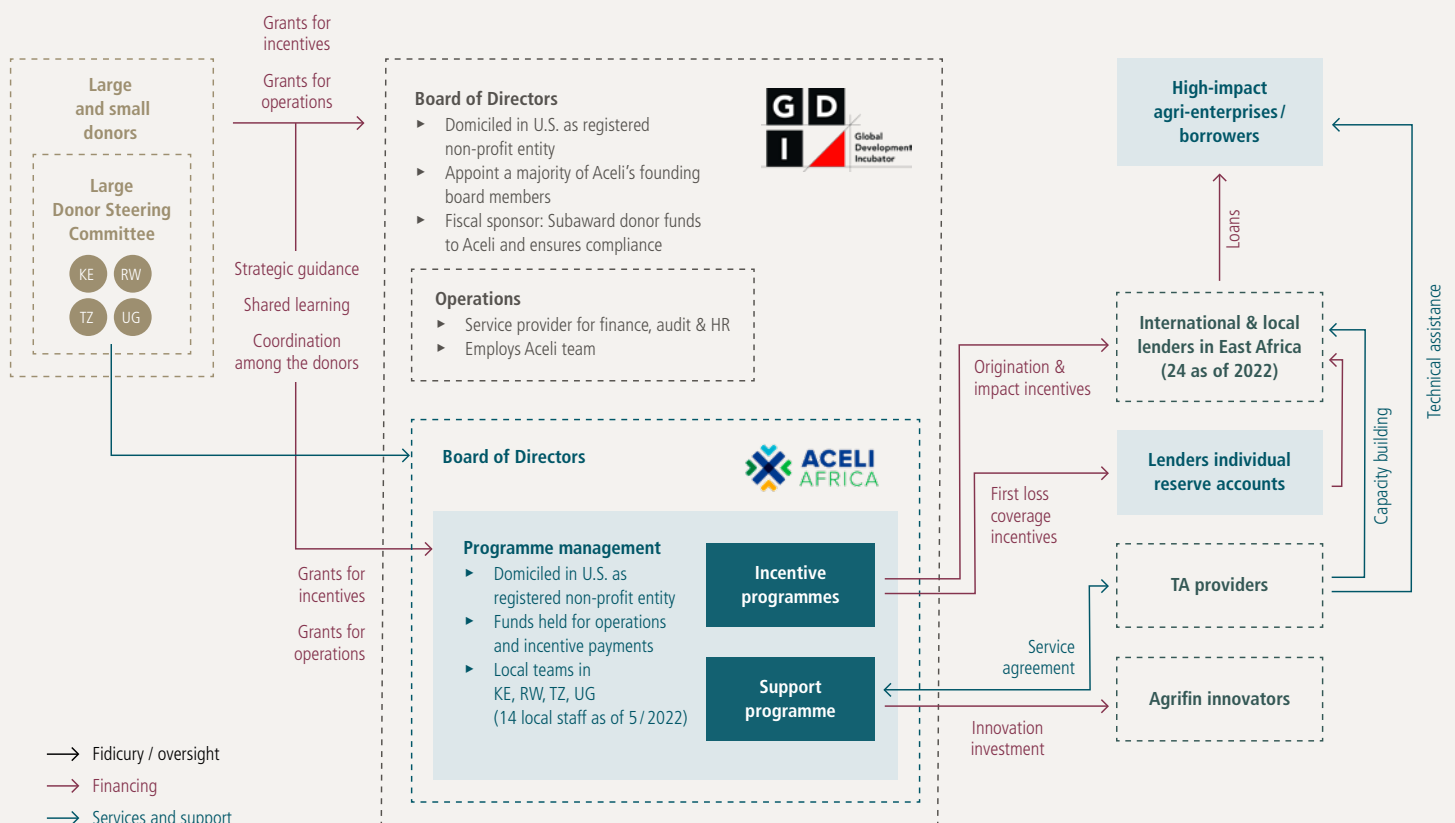 Grants for
incentives
Grants for
operations
Large
and small
donors
Large
Donor Steering
Committee
KE
RW
TZ
UG
Strategic guidance
Shared learning
Coordination
among the donors
Grants for
incentives
Grants for
operations
Board of Directors
► Domiciled in U.S. as registered
non-profit entity
► Appoint a majority of Aceli’s founding
board members
► Fiscal sponsor: Subaward donor funds
to Aceli and ensures compliance
G D
I
Global
Development
Incubator
Operations
► Service provider for finance, audit & HR
► Employs Aceli team
Board of Directors
ACELI
AFRICA
Programme management
► Domiciled in U.S. as
registered non-profit entity
► Funds held for operations
and incentive payments
► Local teams in
KE, RW, TZ, UG
(14 local staff as of 5/2022)
Incentive
programmes
Support
programme
Origination &
impact incentives
First loss
coverage
incentives
Service
agreement
Innovation
investment
High-impact
agri-enterprises/
borrowers
Loans
International & local
lenders in East Africa
(24 as of 2022)
Lenders individual
reserve accounts
TA providers
Agrifin innovators
Capacity building
Technical assistance
Fidicury / oversight
Financing
Services and support